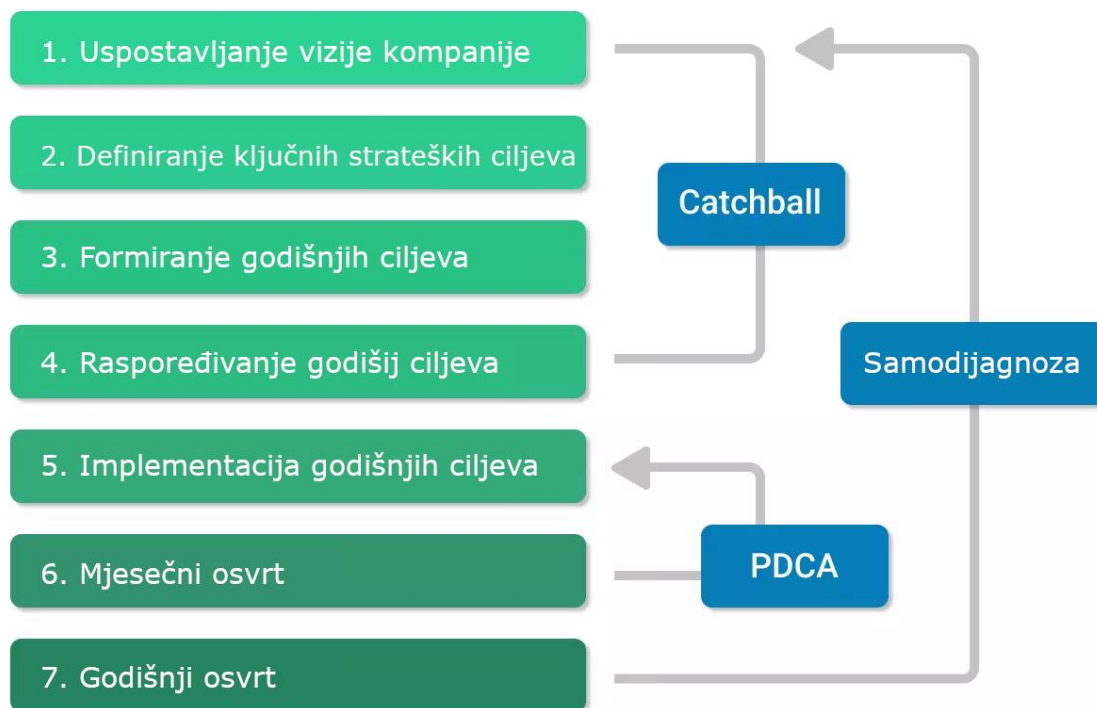 1. Uspostavljanje vizije kompanije
2. Definiranje ključnih strateških ciljeva
3. Formiranje godišnjih ciljeva
4. Raspoređivanje godišij ciljeva
5. Implementacija godišnjih ciljeva
6. Mjesečni osvrt
7. Godišnji osvrt
Catchball
Samodijagnoza
PDCA